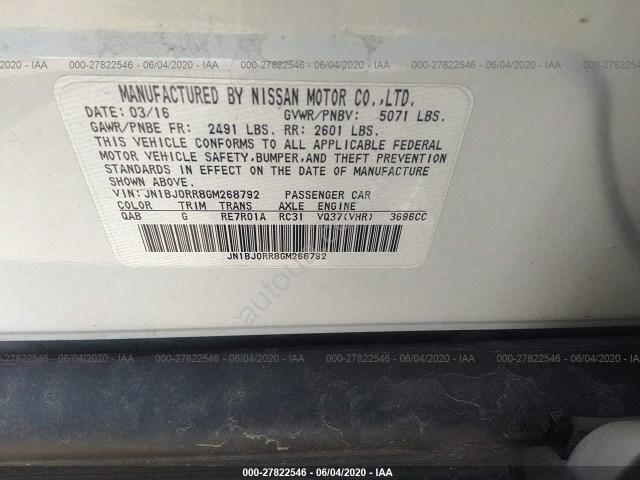 000-27822546 - 06/04/2020 - IAA
MANUFACTURED BY NISSAN MOTOR CO.,LTD.
DATE: 03/16 GVWR/PNBV: 5071 LBS.
GAWR/PNBE FR: 2491 LBS. RR: 2601 LBS.
THIS VEHICLE CONFORMS TO ALL APPLICABLE FEDERAL
MOTOR VEHICLE SAFETY,BUMPER,AND THEFT PREVENTION
STANDARDS IN EFFECT ON THE DATE OF MANUFACTURE
SHOWN ABOVE.
VIN: JN1BJ0RR8GM268792 PASSENGER CAR
COLOR TRIM TRANS AXLE ENGINE
QAB G RE7R01A RC31 VQ37(VHR) 3696CC
JN1BJ0RR8GM268792
000-27822546 - 06/04/2020 - IAA
000-27822546 - 06/04/2020 - IAA